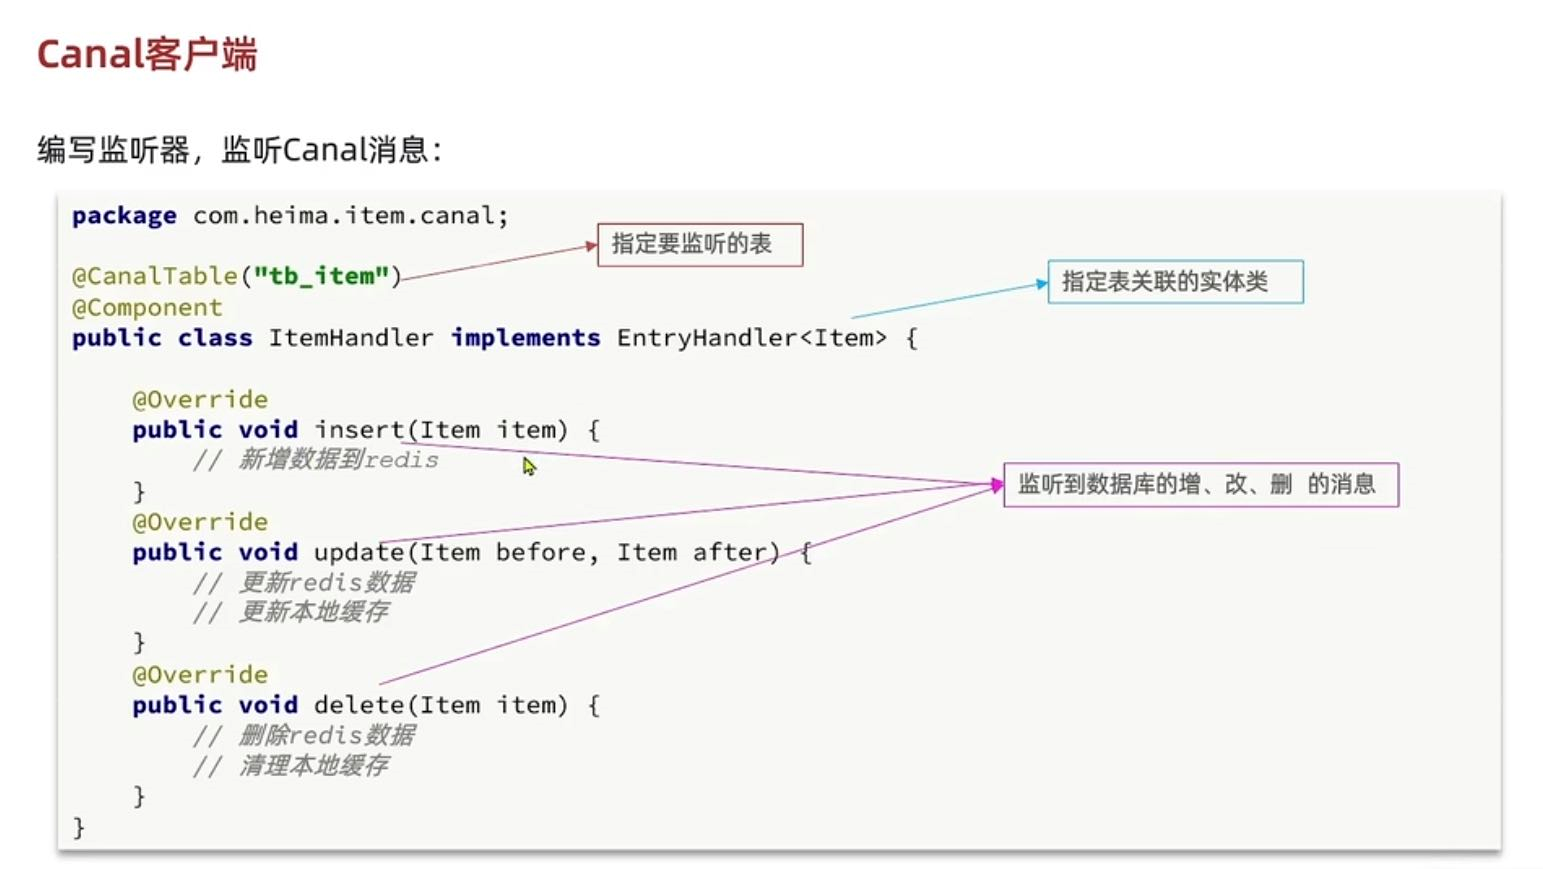 Canal客户端
编写监听器，监听Canal消息：
package com.heima.item.canal;
指定要监听的表
@CanalTable("tb_item")
指定表关联的实体类
@Component
public class ItemHandler implements EntryHandler<Item> {
@Override
public void insert(Item item) {
// 新增数据到redis
}
监听到数据库的增、改、删 的消息
@Override
public void update(Item before, Item after) {
// 更新redis数据
// 更新本地缓存
}
@Override
public void delete(Item item) {
// 删除redis数据
// 清理本地缓存
}
}